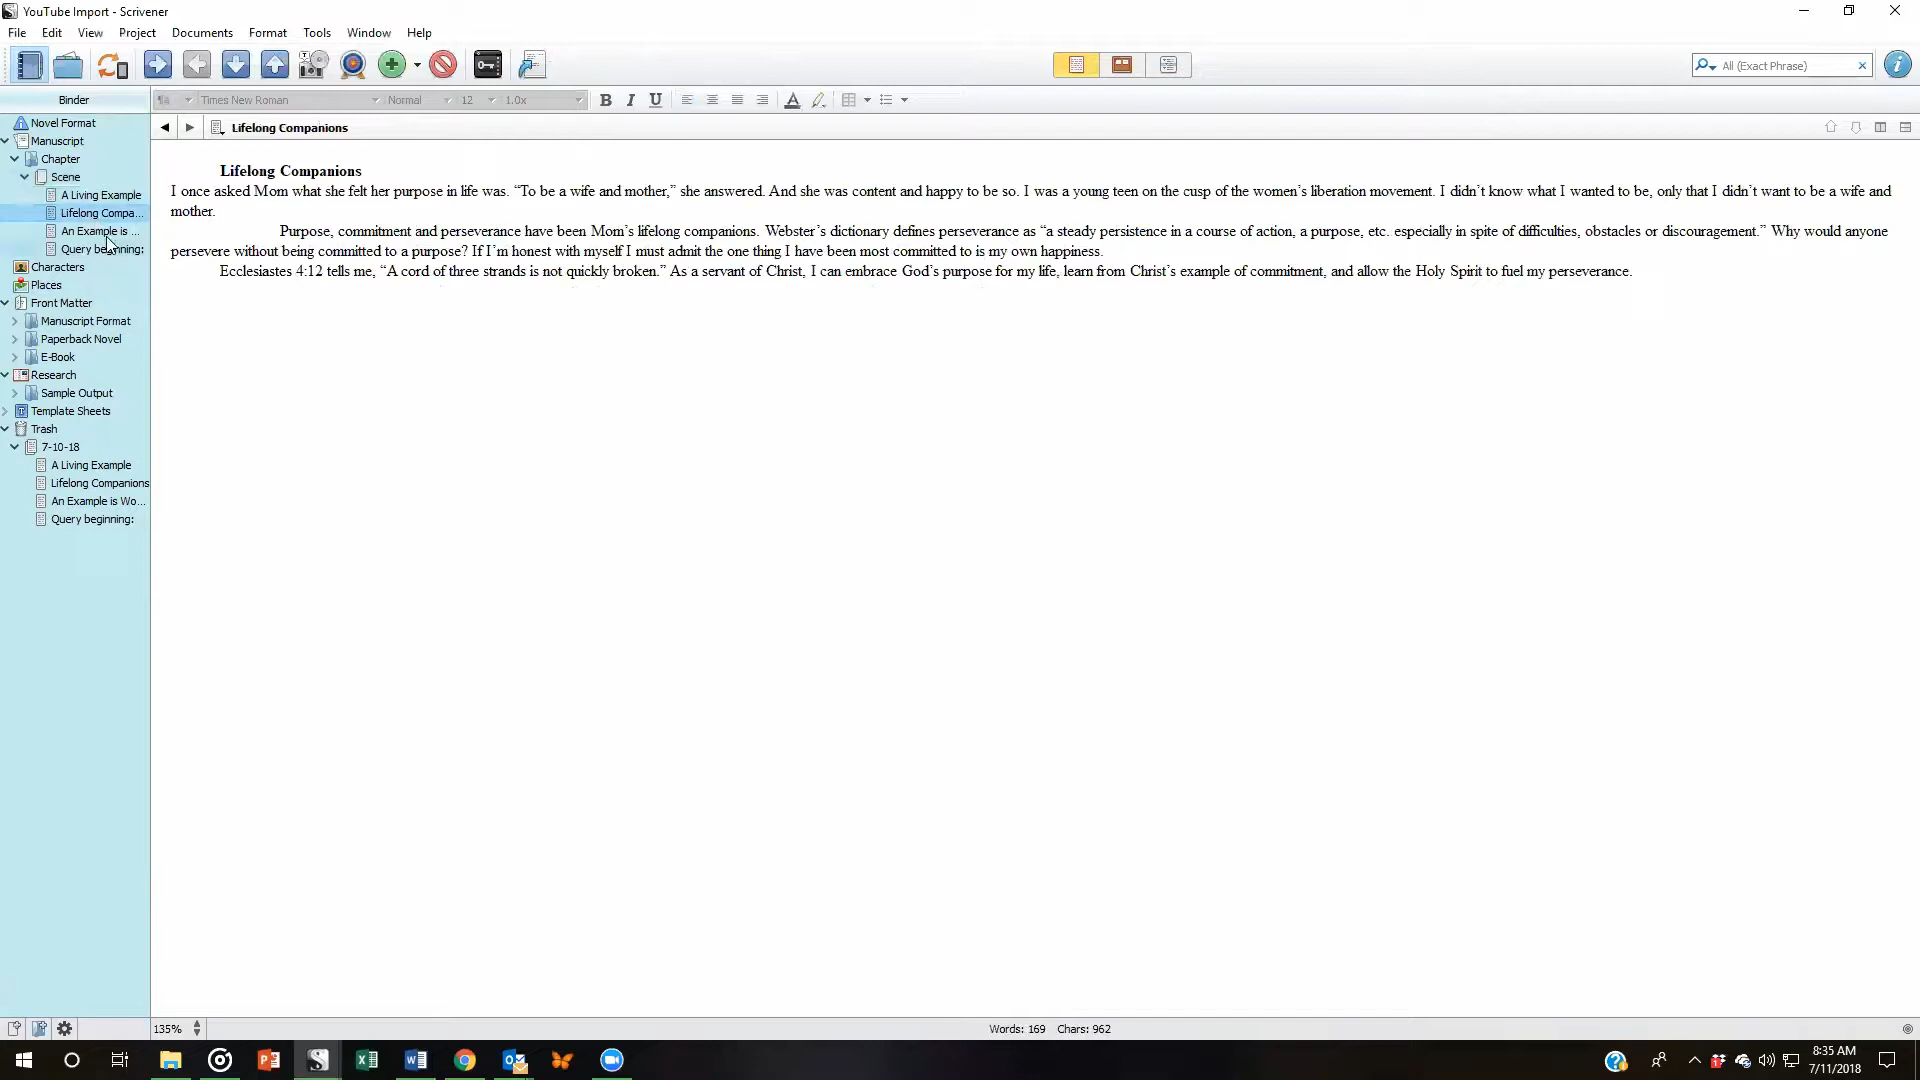 YouTube Import - Scrivener
File Edit View Project Documents Format Tools Window Help
All (Exact Phrase)
Binder
Times New Roman Normal 12 1.0x B I U A
Lifelong Companions
Novel Format
Manuscript
Chapter
Scene
A Living Example
Lifelong Compa...
An Example is ...
Query beginning:
Characters
Places
Front Matter
Manuscript Format
Paperback Novel
E-Book
Research
Sample Output
Template Sheets
Trash
7-10-18
A Living Example
Lifelong Companions
An Example is Wo...
Query beginning:
Lifelong Companions
I once asked Mom what she felt her purpose in life was. “To be a wife and mother,” she answered. And she was content and happy to be so. I was a young teen on the cusp of the women’s liberation movement. I didn’t know what I wanted to be, only that I didn’t want to be a wife and
mother.
Purpose, commitment and perseverance have been Mom’s lifelong companions. Webster’s dictionary defines perseverance as “a steady persistence in a course of action, a purpose, etc. especially in spite of difficulties, obstacles or discouragement.” Why would anyone
persevere without being committed to a purpose? If I’m honest with myself I must admit the one thing I have been most committed to is my own happiness.
Ecclesiastes 4:12 tells me, “A cord of three strands is not quickly broken.” As a servant of Christ, I can embrace God’s purpose for my life, learn from Christ’s example of commitment, and allow the Holy Spirit to fuel my perseverance.
135%
Words: 169 Chars: 962
8:35 AM
7/11/2018